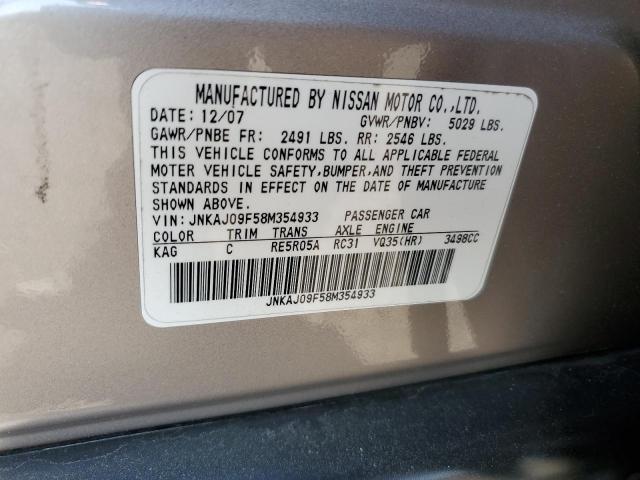 MANUFACTURED BY NISSAN MOTOR CO.,LTD.
DATE: 12/07 GVWR/PNBV: 5029 LBS.
GAWR/PNBE FR: 2491 LBS. RR: 2546 LBS.
THIS VEHICLE CONFORMS TO ALL APPLICABLE FEDERAL
MOTOR VEHICLE SAFETY,BUMPER,AND THEFT PREVENTION
STANDARDS IN EFFECT ON THE DATE OF MANUFACTURE
SHOWN ABOVE.
VIN: JNKAJ09F58M354933 PASSENGER CAR
COLOR TRIM TRANS AXLE ENGINE
KAG C RE5R05A RC31 VQ35(HR) 3498CC
JNKAJ09F58M354933